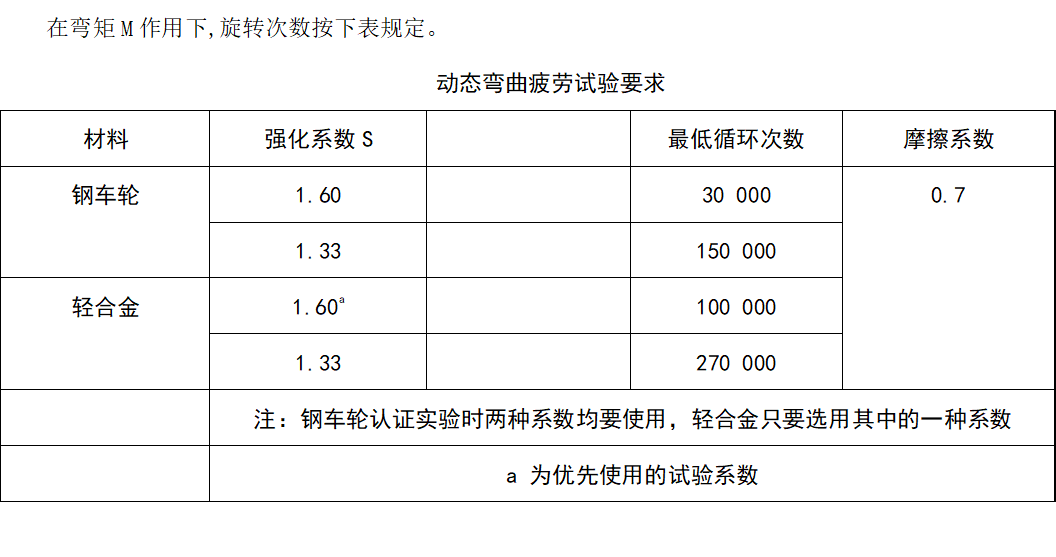 在弯矩M作用下,旋转次数按下表规定。
动态弯曲疲劳试验要求
材料 强化系数 S 最低循环次数 摩擦系数
钢车轮 1.60 30 000 0.7
1.33 150 000
轻合金 1.60ᵃ 100 000
1.33 270 000
注：钢车轮认证实验时两种系数均要使用，轻合金只要选用其中的一种系数
a 为优先使用的试验系数